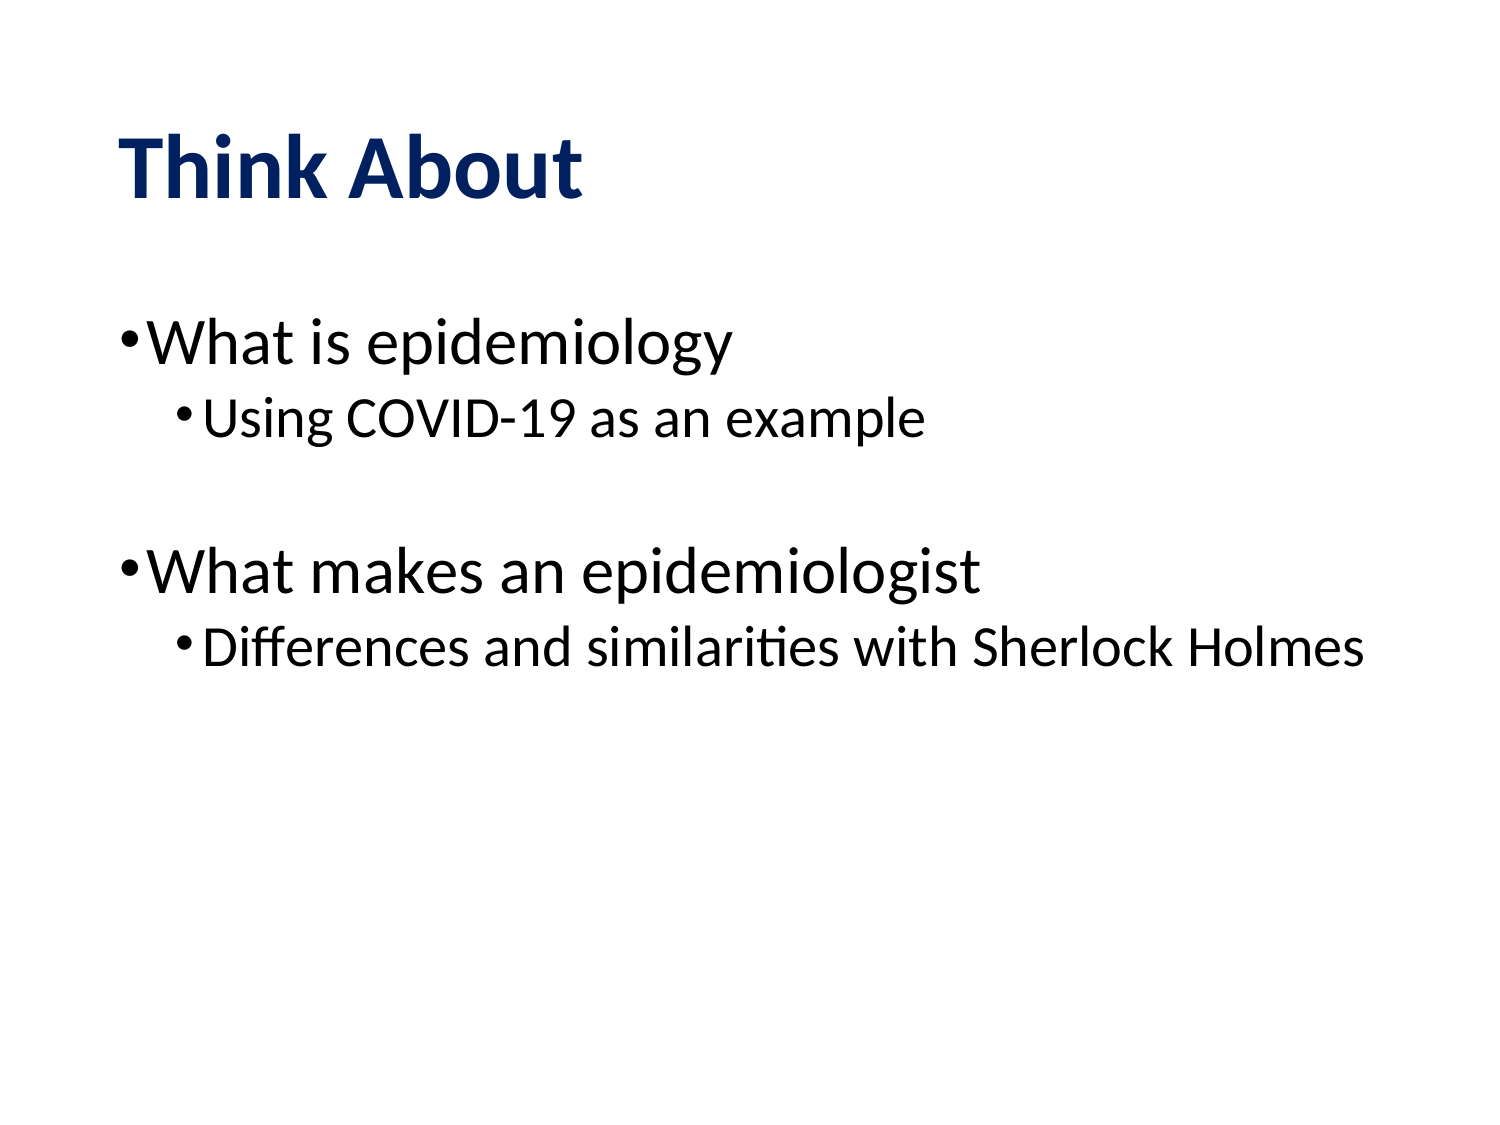 Think About
• What is epidemiology
• Using COVID-19 as an example
• What makes an epidemiologist
• Differences and similarities with Sherlock Holmes